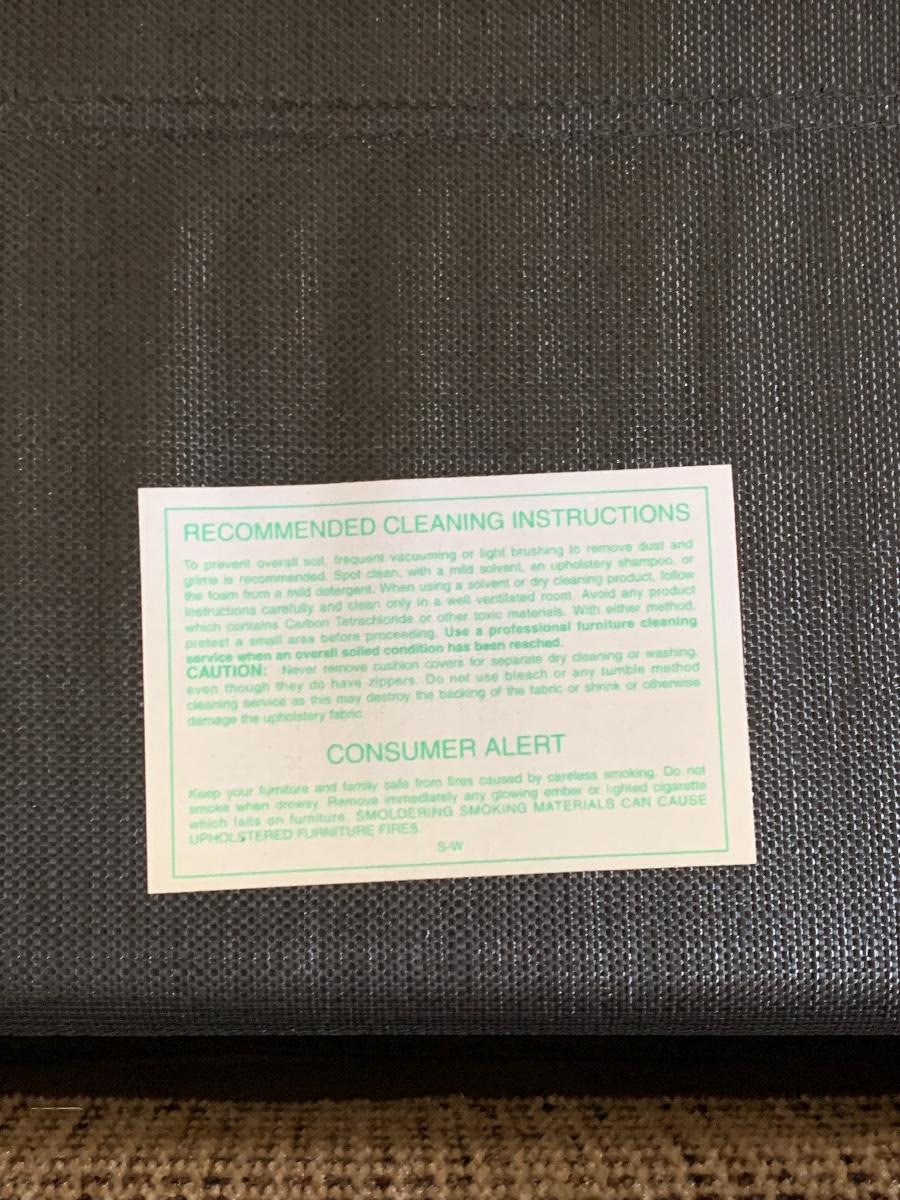 RECOMMENDED CLEANING INSTRUCTIONS
To prevent overall soil, frequent vacuuming or light brushing to remove dust and
grime is recommended. Spot clean, with a mild solvent, an upholstery shampoo, or
the foam from a mild detergent. When using a solvent or dry cleaning product, follow
instructions carefully and clean only in a well ventilated room. Avoid any product
which contains Carbon Tetrachloride or other toxic materials. With either method,
pretest a small area before proceeding. Use a professional furniture cleaning
service when an overall soiled condition has been reached.
CAUTION: Never remove cushion covers for separate dry cleaning or washing,
even though they do have zippers. Do not use bleach or any tumble method
cleaning service as this may destroy the backing of the fabric or shrink or otherwise
damage the upholstery fabric.
CONSUMER ALERT
Keep your furniture and family safe from fires caused by careless smoking. Do not
smoke when drowsy. Remove immediately any glowing ember or lighted cigarette
which falls on furniture. SMOLDERING SMOKING MATERIALS CAN CAUSE
UPHOLSTERED FURNITURE FIRES.
S-W